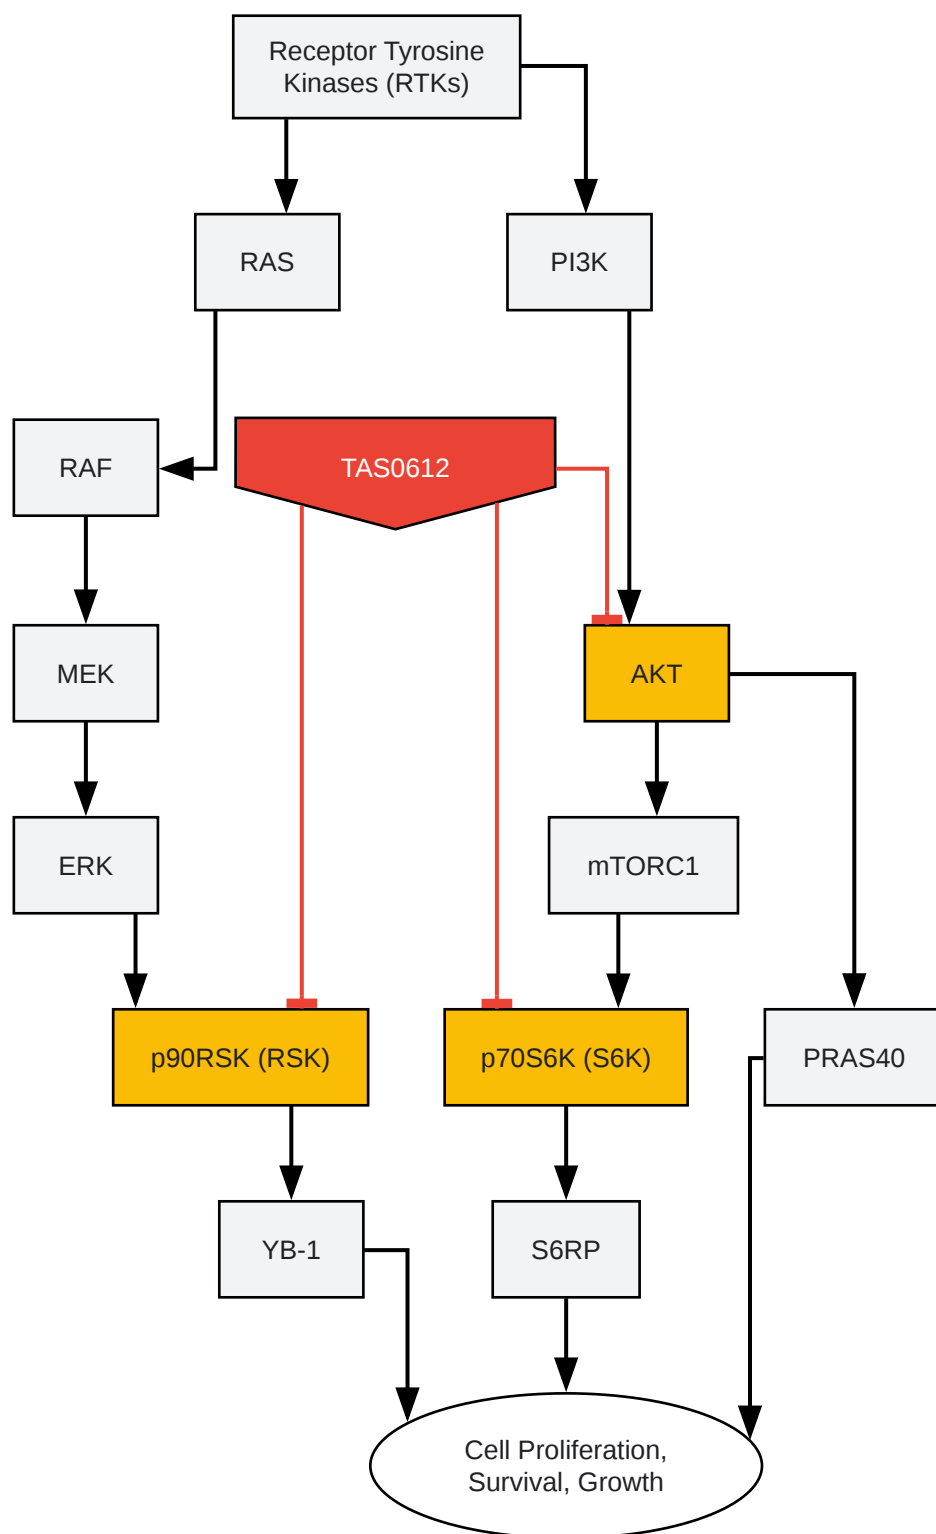 Receptor Tyrosine
Kinases (RTKs)
RAS
PI3K
RAF
TAS0612
MEK
AKT
ERK
mTORC1
p90RSK (RSK)
p70S6K (S6K)
PRAS40
YB-1
S6RP
Cell Proliferation,
Survival, Growth